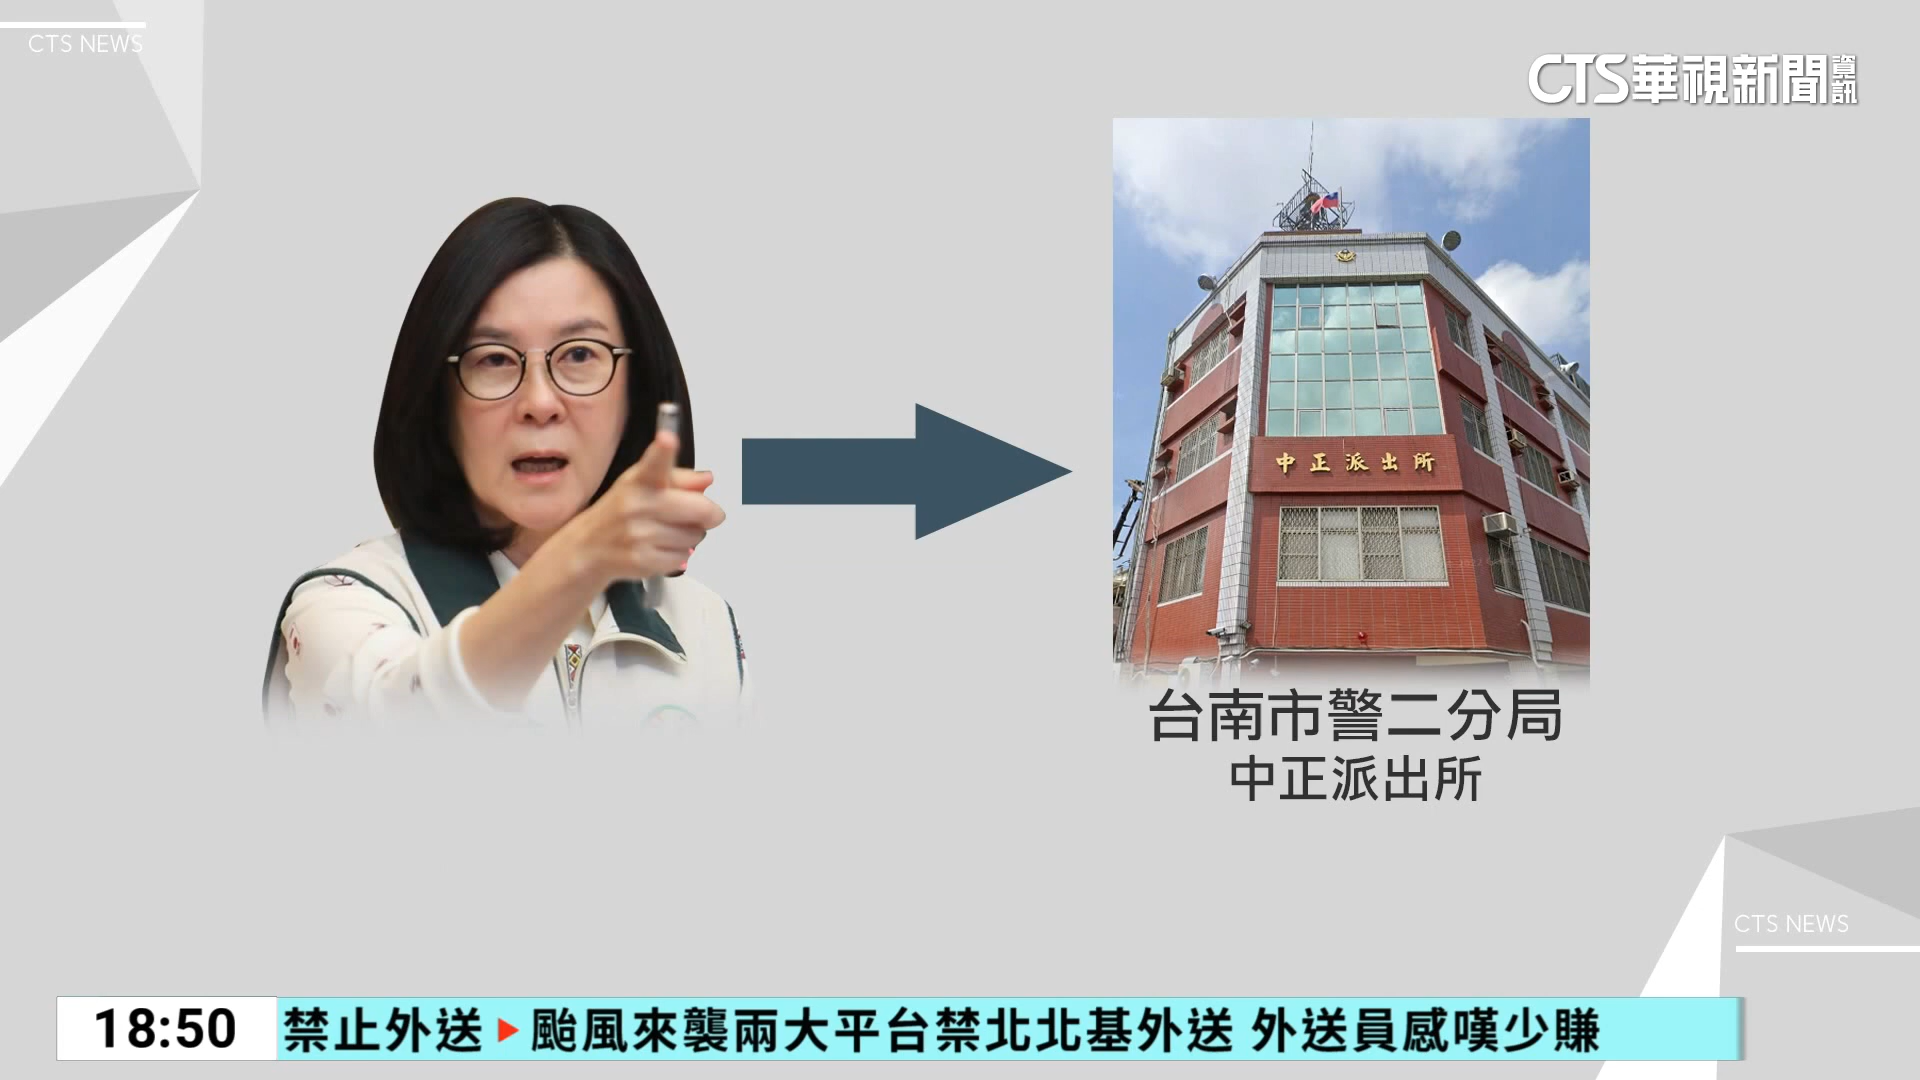 CTS NEWS
CTS華視新聞資訊
中正派出所
台南市警二分局
中正派出所
CTS NEWS
18:50 禁止外送▶颱風來襲兩大平台禁北北基外送 外送員感嘆少賺